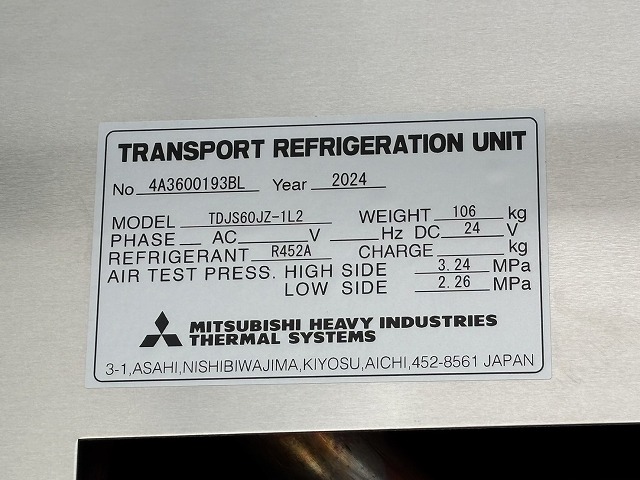 TRANSPORT REFRIGERATION UNIT
No 4A3600193BL Year 2024
MODEL TDJS60JZ-1L2 WEIGHT 106 kg
PHASE AC V Hz DC 24 V
REFRIGERANT R452A CHARGE kg
AIR TEST PRESS. HIGH SIDE 3.24 MPa
LOW SIDE 2.26 MPa
MITSUBISHI HEAVY INDUSTRIES
THERMAL SYSTEMS
3-1,ASAHI,NISHIBIWAJIMA,KIYOSU,AICHI,452-8561 JAPAN